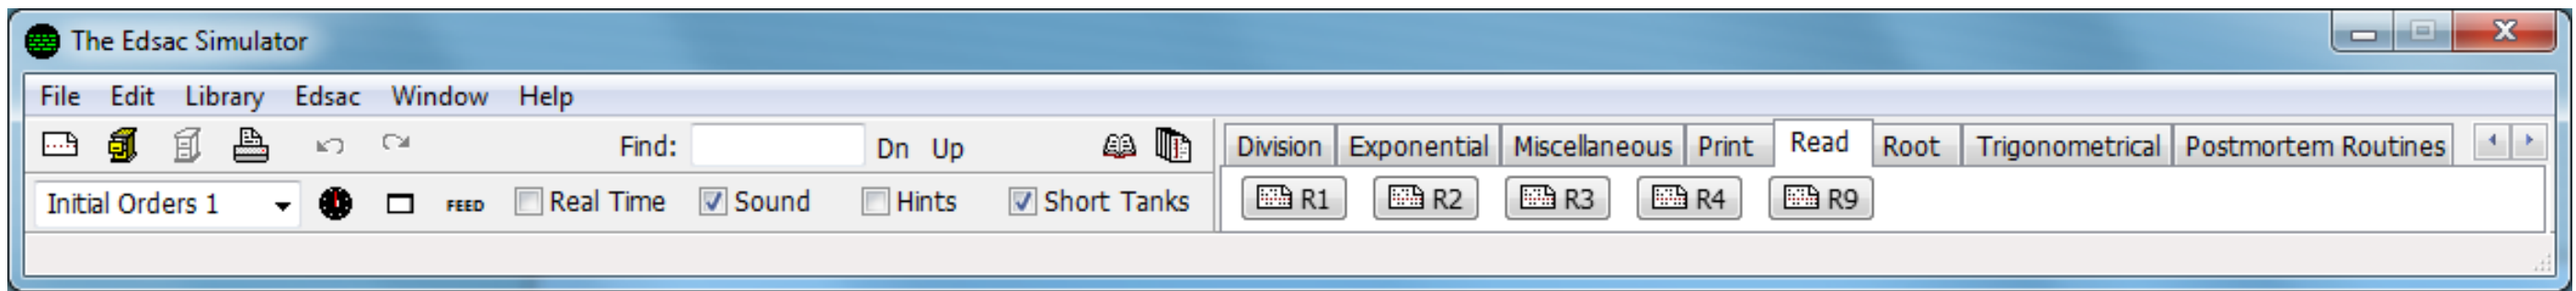 The Edsac Simulator
File Edit Library Edsac Window Help
Find: Dn Up Division Exponential Miscellaneous Print Read Root Trigonometrical Postmortem Routines
Initial Orders 1 FEED Real Time Sound Hints Short Tanks R1 R2 R3 R4 R9